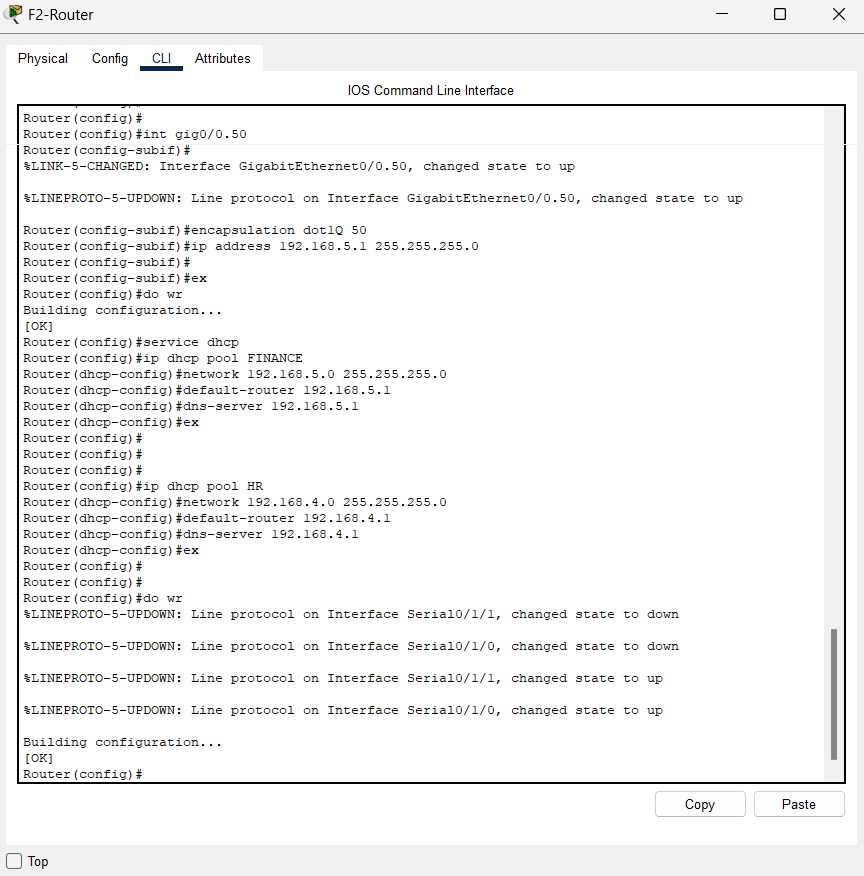 F2-Router
Physical Config CLI Attributes
IOS Command Line Interface
Router(config)#
Router(config)#int gig0/0.50
Router(config-subif)#
%LINK-5-CHANGED: Interface GigabitEthernet0/0.50, changed state to up
%LINEPROTO-5-UPDOWN: Line protocol on Interface GigabitEthernet0/0.50, changed state to up
Router(config-subif)#encapsulation dot1Q 50
Router(config-subif)#ip address 192.168.5.1 255.255.255.0
Router(config-subif)#
Router(config-subif)#ex
Router(config)#do wr
Building configuration...
[OK]
Router(config)#service dhcp
Router(config)#ip dhcp pool FINANCE
Router(dhcp-config)#network 192.168.5.0 255.255.255.0
Router(dhcp-config)#default-router 192.168.5.1
Router(dhcp-config)#dns-server 192.168.5.1
Router(dhcp-config)#ex
Router(config)#
Router(config)#
Router(config)#
Router(config)#ip dhcp pool HR
Router(dhcp-config)#network 192.168.4.0 255.255.255.0
Router(dhcp-config)#default-router 192.168.4.1
Router(dhcp-config)#dns-server 192.168.4.1
Router(dhcp-config)#ex
Router(config)#
Router(config)#
Router(config)#do wr
%LINEPROTO-5-UPDOWN: Line protocol on Interface Serial0/1/1, changed state to down
%LINEPROTO-5-UPDOWN: Line protocol on Interface Serial0/1/0, changed state to down
%LINEPROTO-5-UPDOWN: Line protocol on Interface Serial0/1/1, changed state to up
%LINEPROTO-5-UPDOWN: Line protocol on Interface Serial0/1/0, changed state to up
Building configuration...
[OK]
Router(config)#
Copy Paste
Top